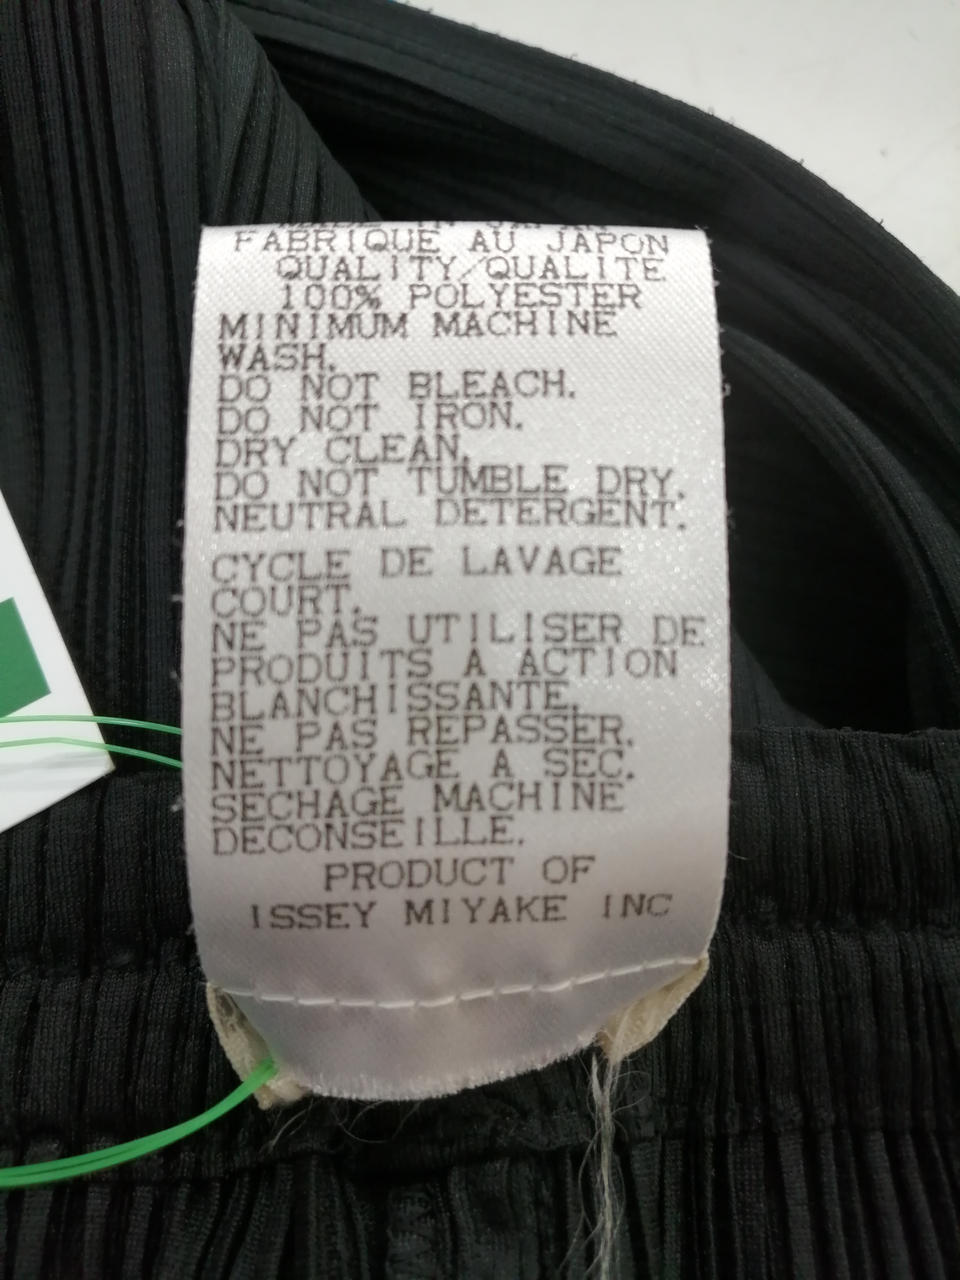 FABRIQUE AU JAPON
QUALITY/QUALITE
100% POLYESTER
MINIMUM MACHINE
WASH.
DO NOT BLEACH.
DO NOT IRON.
DRY CLEAN.
DO NOT TUMBLE DRY.
NEUTRAL DETERGENT.
CYCLE DE LAVAGE
COURT.
NE PAS UTILISER DE
PRODUITS A ACTION
BLANCHISSANTE.
NE PAS REPASSER.
NETTOYAGE A SEC.
SECHAGE MACHINE
DECONSEILLE.
PRODUCT OF
ISSEY MIYAKE INC